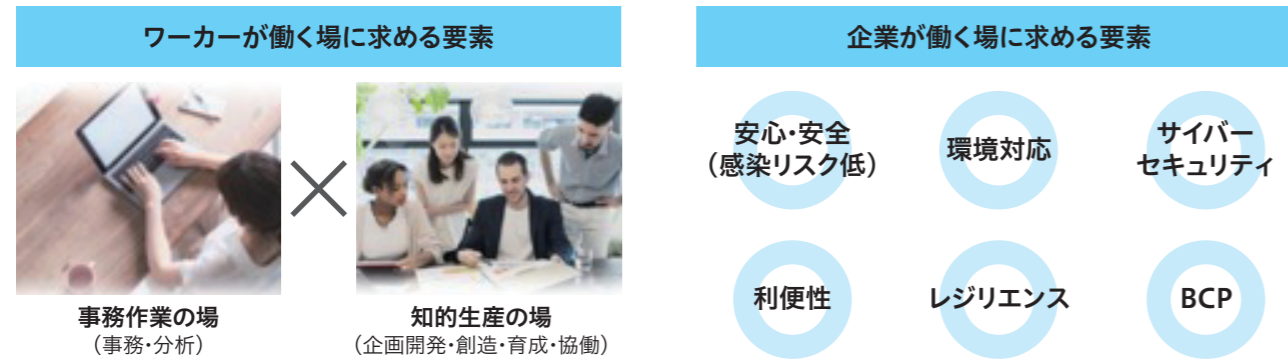 ワーカーが働く場に求める要素
事務作業の場
（事務・分析）
知的生産の場
（企画開発・創造・育成・協働）
企業が働く場に求める要素
安心・安全
（感染リスク低）
環境対応
サイバー
セキュリティ
利便性
レジリエンス
BCP